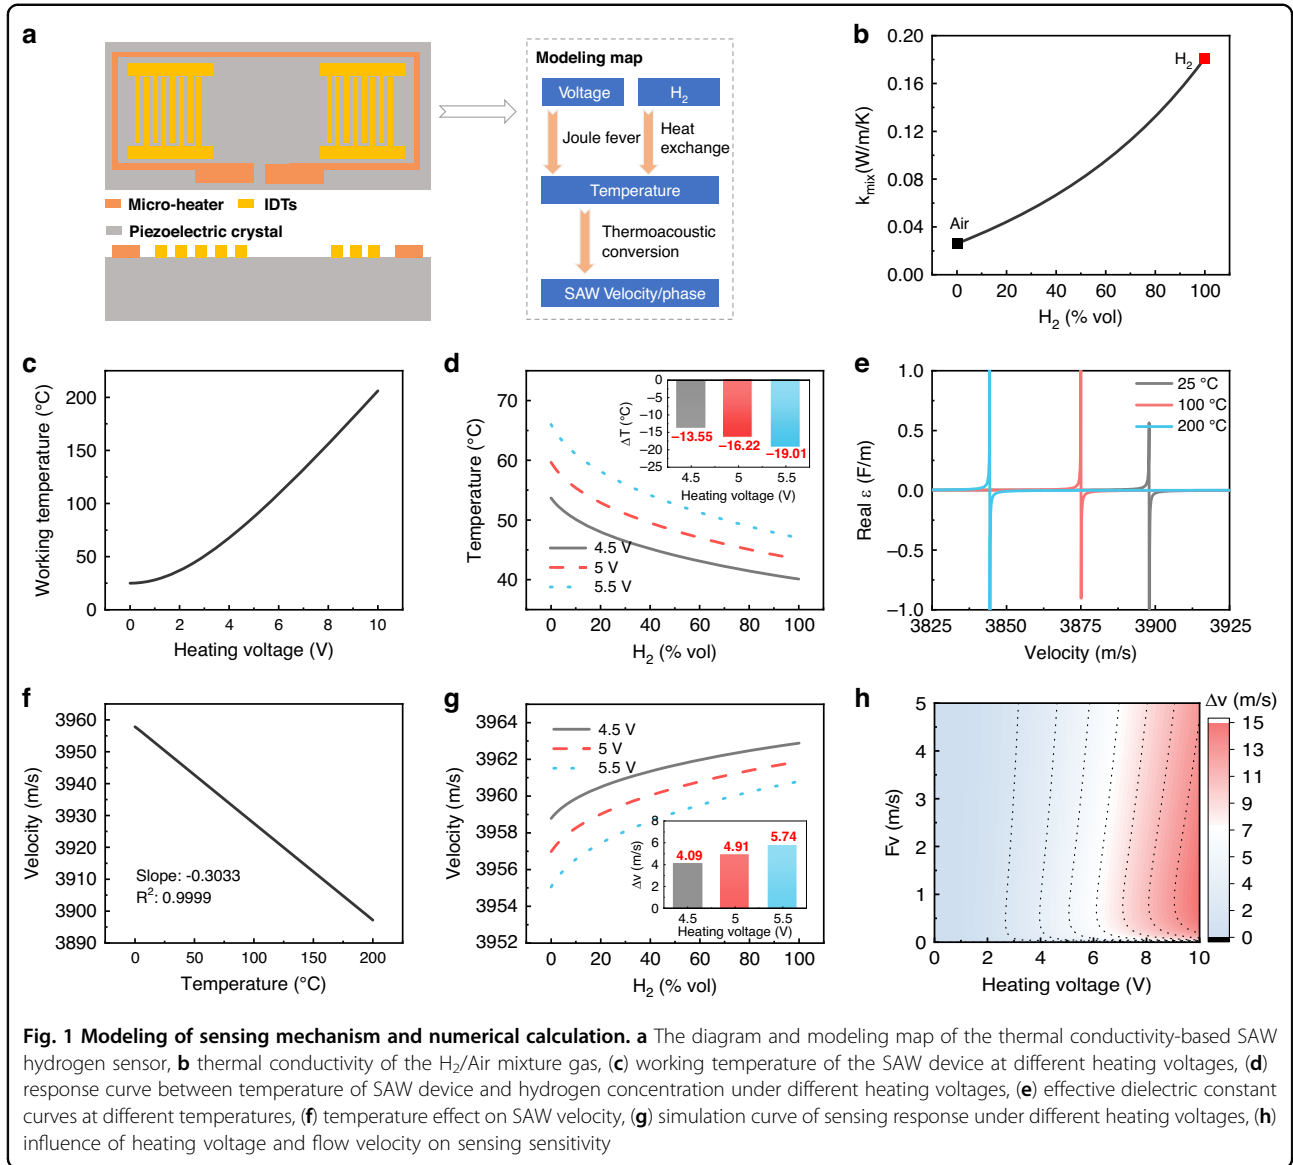 a
Modeling map
Voltage
H2
Joule fever
Heat
exchange
Temperature
Thermoacoustic
conversion
SAW Velocity/phase
Micro-heater
IDTs
Piezoelectric crystal
b
0.20
0.16
0.12
0.08
0.04
0.00
kmix(W/m/K)
Air
H2
0 20 40 60 80 100
H2 (% vol)
c
200
150
100
50
0
Working temperature (°C)
0 2 4 6 8 10
Heating voltage (V)
d
70
60
50
40
Temperature (°C)
4.5 V
5 V
5.5 V
0 20 40 60 80 100
H2 (% vol)
0
−5
−10
−15
−20
−25
ΔT (°C)
−13.55
−16.22
−19.01
4.5 5 5.5
Heating voltage (V)
e
1.0
0.5
0.0
−0.5
−1.0
Real ε (F/m)
25 °C
100 °C
200 °C
3825 3850 3875 3900 3925
Velocity (m/s)
f
3960
3950
3940
3930
3920
3910
3900
3890
Velocity (m/s)
Slope: -0.3033
R2: 0.9999
0 50 100 150 200
Temperature (°C)
g
3964
3962
3960
3958
3956
3954
3952
Velocity (m/s)
4.5 V
5 V
5.5 V
0 20 40 60 80 100
H2 (% vol)
8
6
4
2
0
Δv (m/s)
4.09
4.91
5.74
4.5 5 5.5
Heating voltage (V)
h
5
4
3
2
1
0
Fv (m/s)
0 2 4 6 8 10
Heating voltage (V)
Δv (m/s)
15
13
11
9
7
5
4
2
0
Fig. 1 Modeling of sensing mechanism and numerical calculation. a The diagram and modeling map of the thermal conductivity-based SAW
hydrogen sensor, b thermal conductivity of the H2/Air mixture gas, (c) working temperature of the SAW device at different heating voltages, (d)
response curve between temperature of SAW device and hydrogen concentration under different heating voltages, (e) effective dielectric constant
curves at different temperatures, (f) temperature effect on SAW velocity, (g) simulation curve of sensing response under different heating voltages, (h)
influence of heating voltage and flow velocity on sensing sensitivity